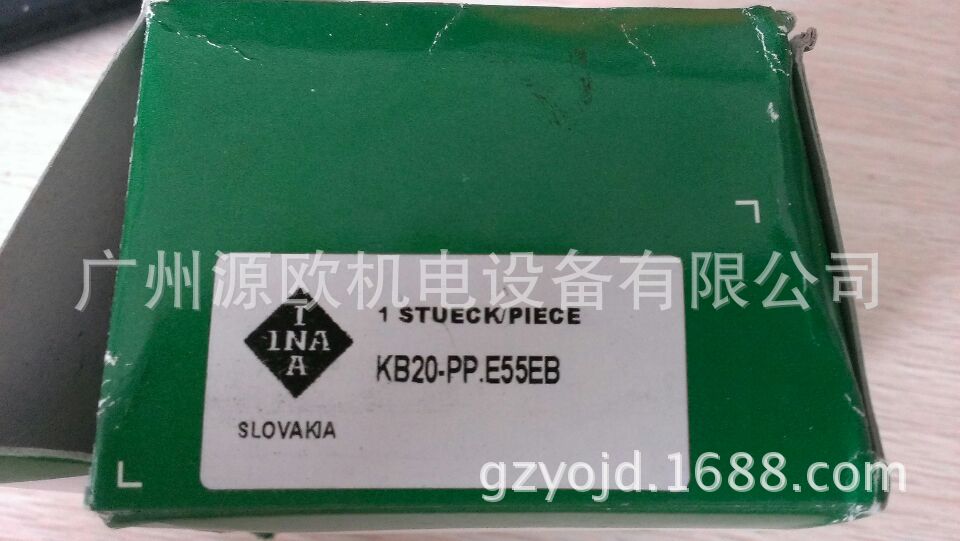 广州源欧机电设备有限公司
1 STUECK/PIECE
INA
INA
KB20-PP.E55EB
SLOVAKIA
gzyojd.1688.com